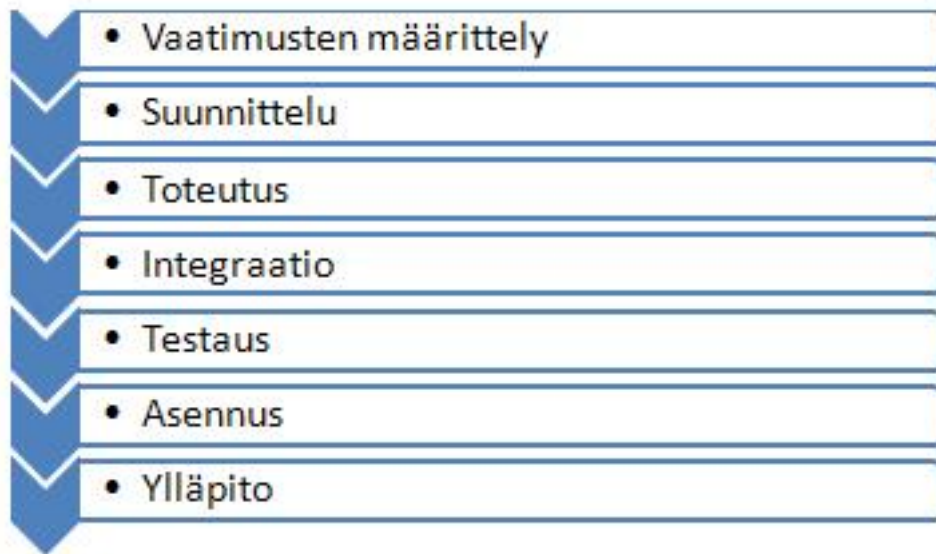 • Vaatimusten määrittely
• Suunnittelu
• Toteutus
• Integraatio
• Testaus
• Asennus
• Ylläpito